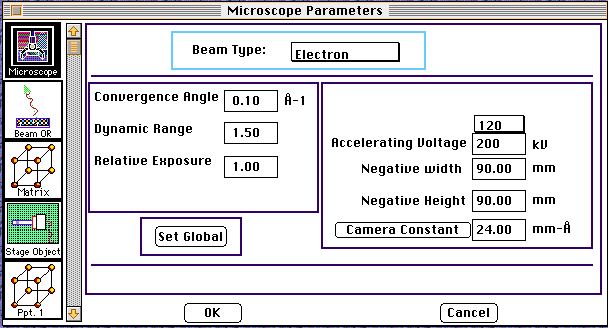 Microscope Parameters
Microscope
Beam OR
Matrix
Stage Object
Ppt. 1
Beam Type: Electron
Convergence Angle 0.10 Å-1
Dynamic Range 1.50
Relative Exposure 1.00
Set Global
120
Accelerating Voltage 200 kV
Negative width 90.00 mm
Negative Height 90.00 mm
Camera Constant 24.00 mm-Å
OK
Cancel